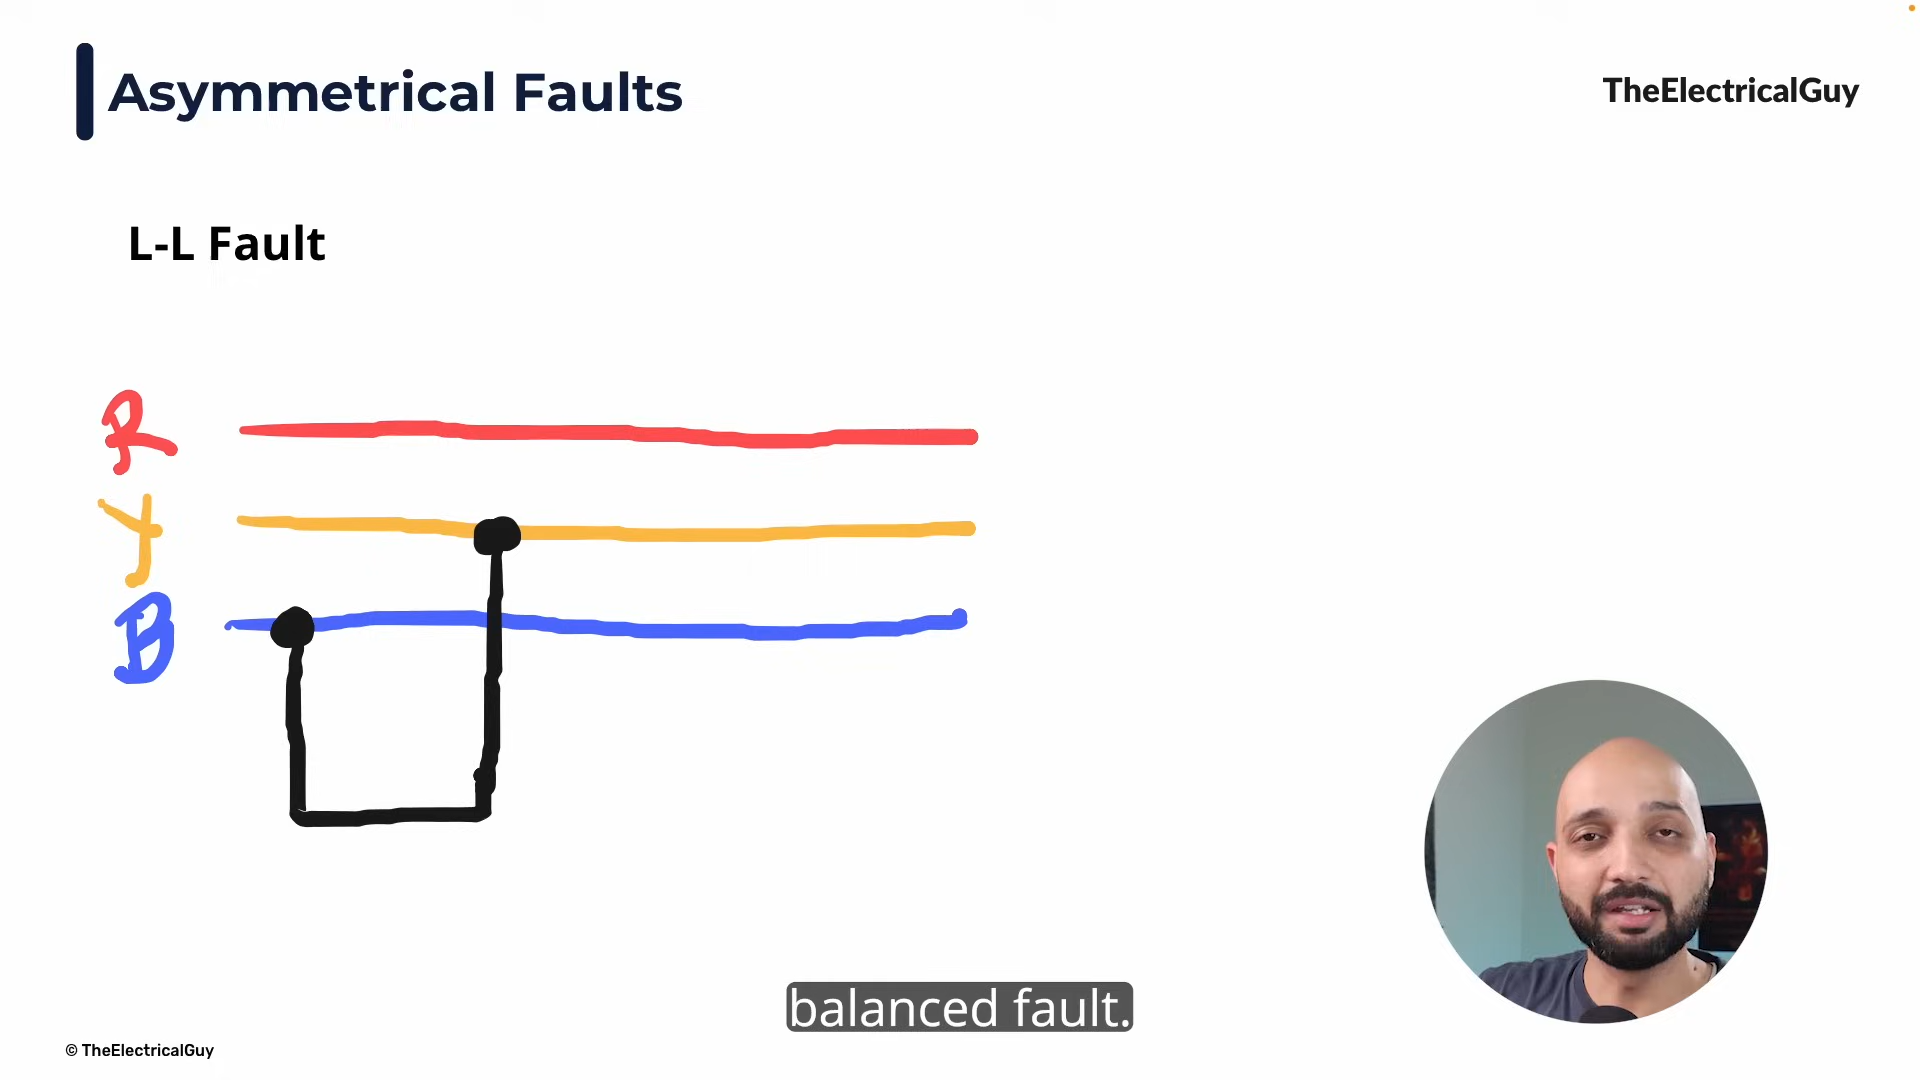 Asymmetrical Faults
TheElectricalGuy
L-L Fault
R
Y
B
balanced fault.
© TheElectricalGuy